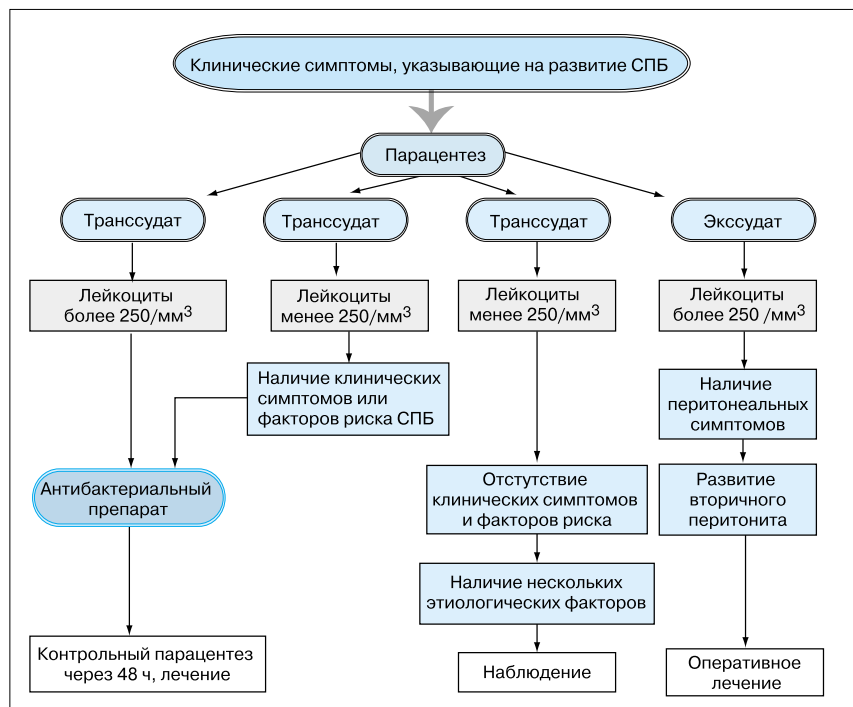 Клинические симптомы, указывающие на развитие СПБ
Парацентез
Транссудат
Транссудат
Транссудат
Экссудат
Лейкоциты
более 250/мм³
Лейкоциты
менее 250/мм³
Лейкоциты
менее 250/мм³
Лейкоциты
более 250 /мм³
Наличие клинических
симптомов или
факторов риска СПБ
Наличие
перитонеальных
симптомов
Антибактериальный
препарат
Отстутствие
клинических симптомов
и факторов риска
Развитие
вторичного
перитонита
Наличие нескольких
этиологических факторов
Контрольный парацентез
через 48 ч, лечение
Наблюдение
Оперативное
лечение